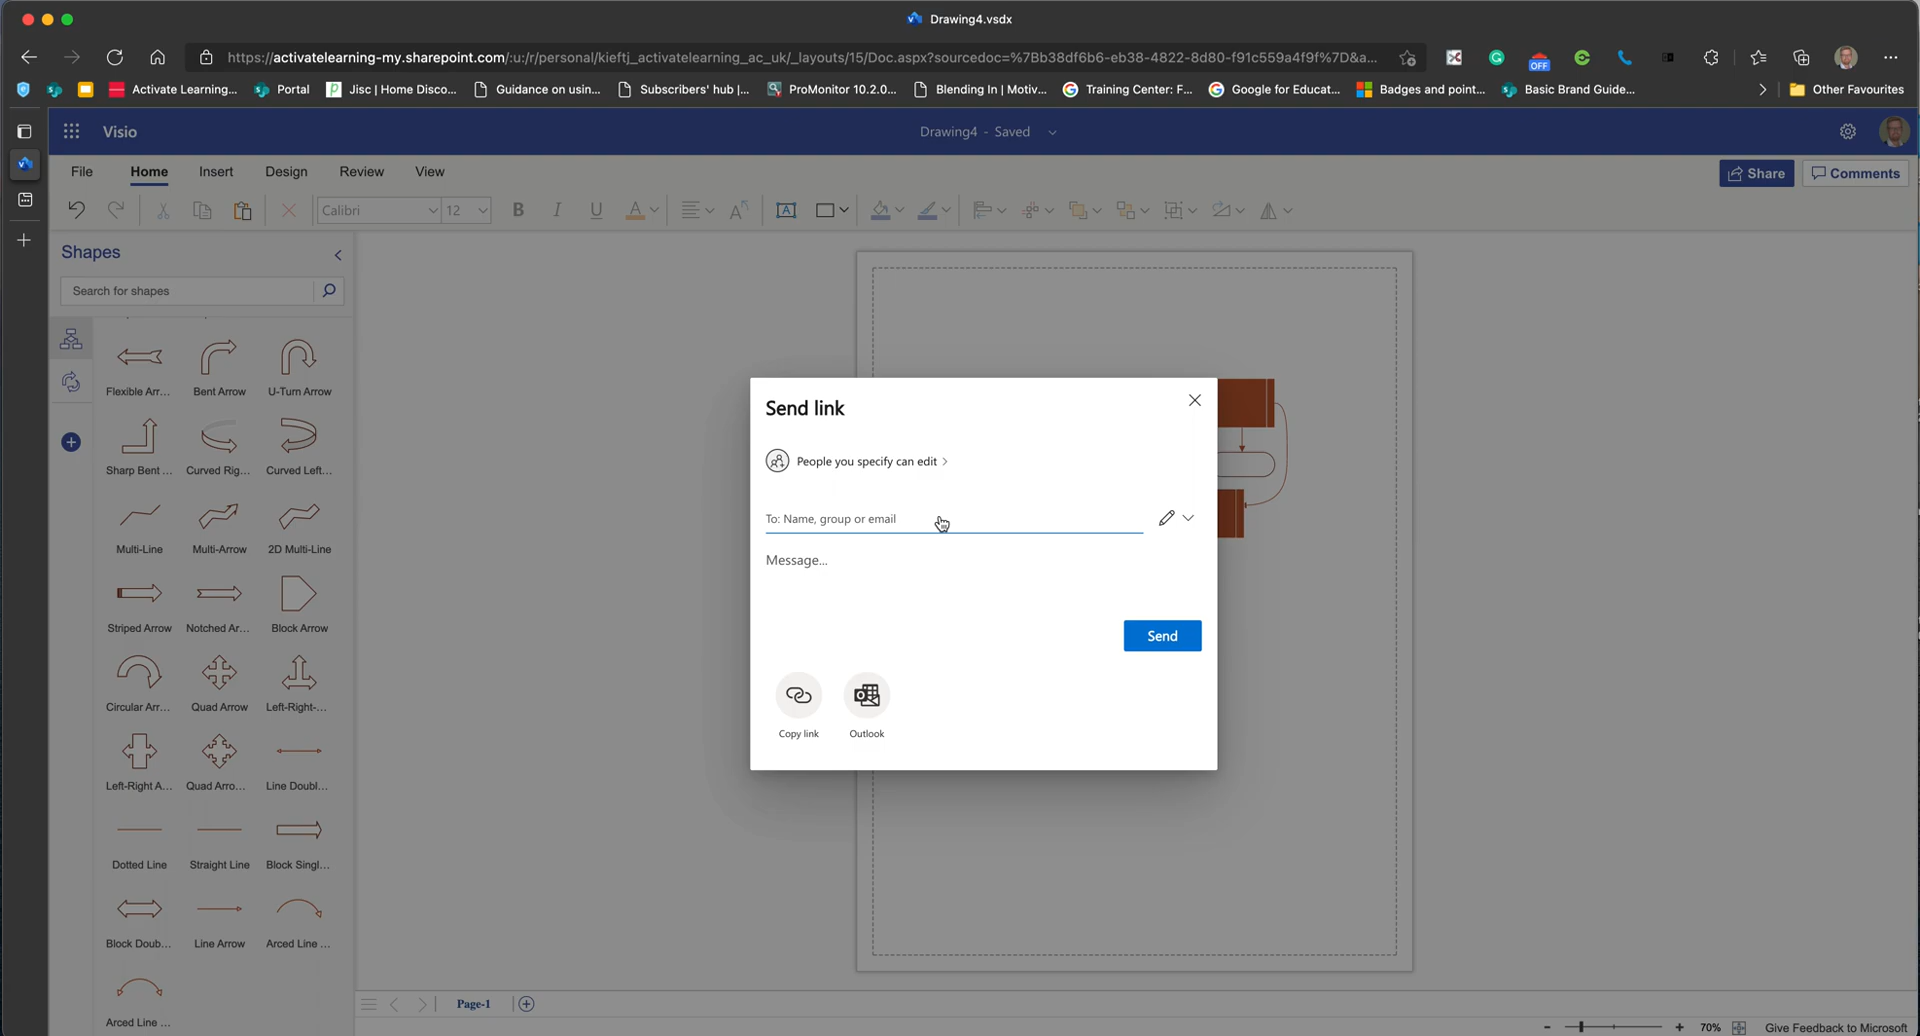 Drawing4.vsdx
https://activatelearning-my.sharepoint.com/:u:/r/personal/kieftj_activatelearning_ac_uk/_layouts/15/Doc.aspx?sourcedoc=%7Bb38df6b6-eb38-4822-8d80-f91c559a4f9f%7D&a...
OFF
Activate Learning... Portal Jisc | Home Disco... Guidance on usin... Subscribers' hub |... ProMonitor 10.2.0... Blending In | Motiv... Training Center: F... Google for Educat... Badges and point... Basic Brand Guide... Other Favourites
Visio Drawing4 - Saved
File Home Insert Design Review View Share Comments
Calibri 12 B I U A
Shapes
Search for shapes
Flexible Arr... Bent Arrow U-Turn Arrow
Sharp Bent ... Curved Rig... Curved Left...
Multi-Line Multi-Arrow 2D Multi-Line
Striped Arrow Notched Ar... Block Arrow
Circular Arr... Quad Arrow Left-Right-...
Left-Right A... Quad Arro... Line Doubl...
Dotted Line Straight Line Block Singl...
Block Doub... Line Arrow Arced Line ...
Arced Line ...
Send link
People you specify can edit
To: Name, group or email
Message...
Send
Copy link Outlook
Page-1
70% Give Feedback to Microsoft